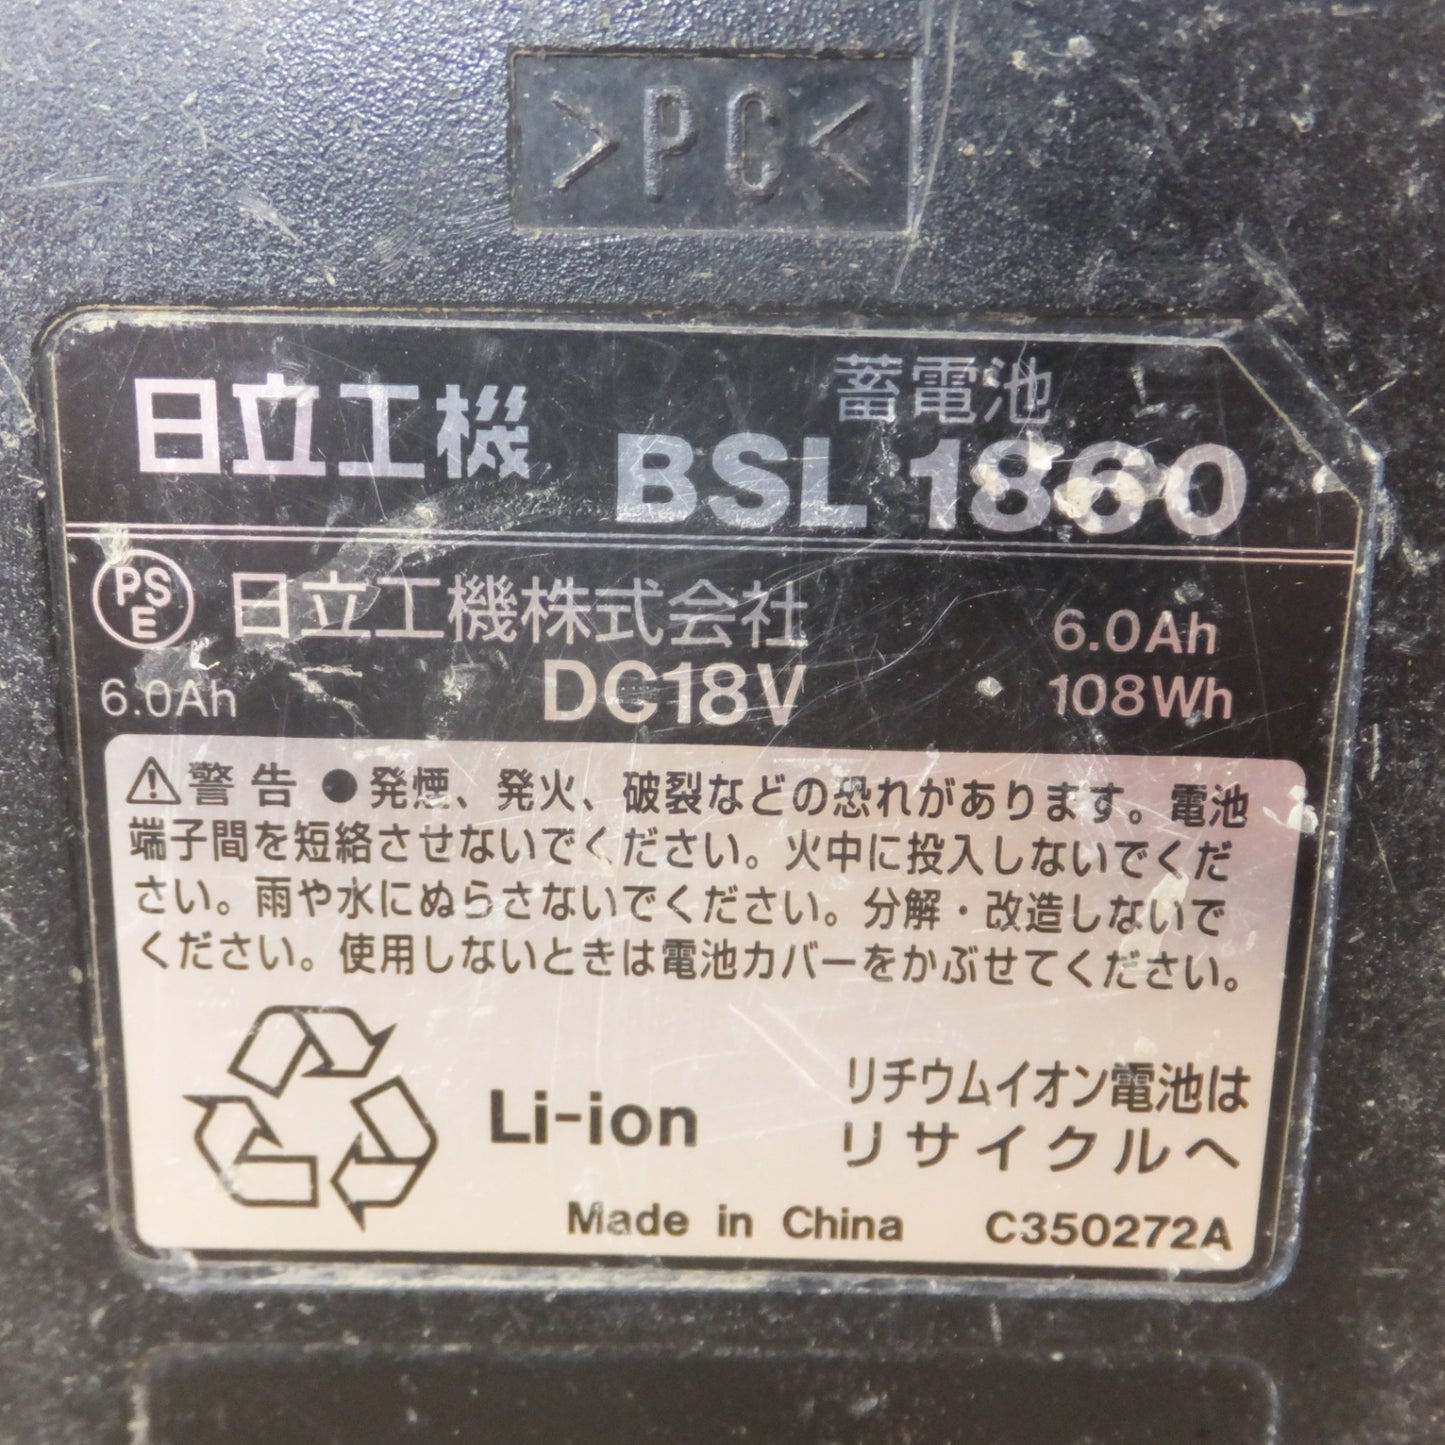 >PC<
日立工機
蓄電池
BSL 1860
PSE 日立工機株式会社
6.0Ah
6.0Ah
DC18V
108Wh
⚠警告 ●発煙、発火、破裂などの恐れがあります。電池
端子間を短絡させないでください。火中に投入しないでくだ
さい。雨や水にぬらさないでください。分解・改造しないで
ください。使用しないときは電池カバーをかぶせてください。
Li-ion
リチウムイオン電池は
リサイクルへ
Made in China
C350272A